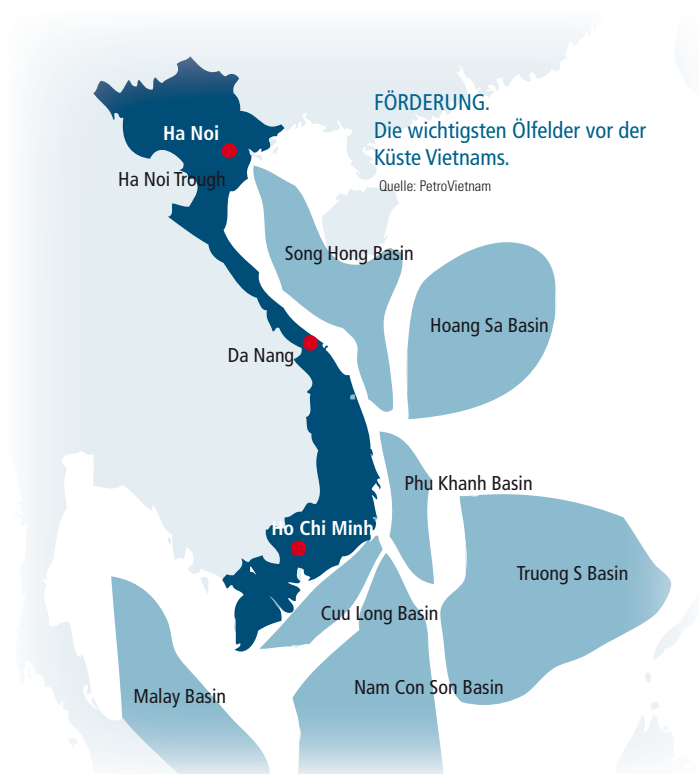 FÖRDERUNG.
Die wichtigsten Ölfelder vor der
Küste Vietnams.
Quelle: PetroVietnam
Ha Noi
Ha Noi Trough
Song Hong Basin
Hoang Sa Basin
Da Nang
Phu Khanh Basin
Ho Chi Minh
Truong S Basin
Cuu Long Basin
Nam Con Son Basin
Malay Basin